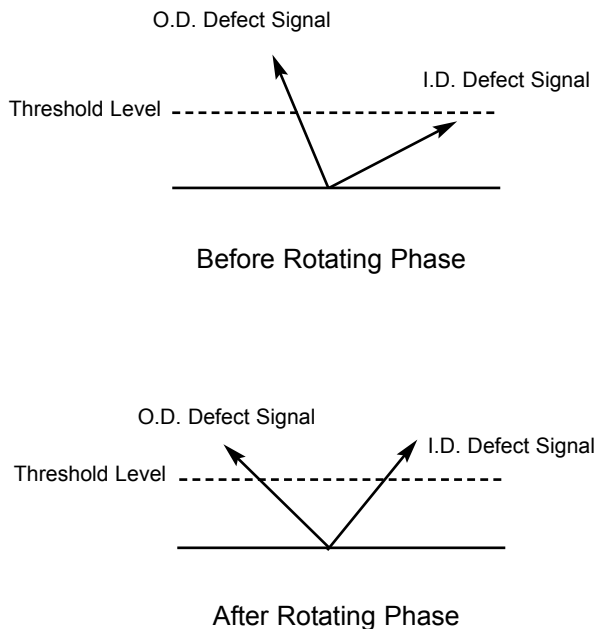 O.D. Defect Signal
I.D. Defect Signal
Threshold Level
Before Rotating Phase
O.D. Defect Signal
I.D. Defect Signal
Threshold Level
After Rotating Phase